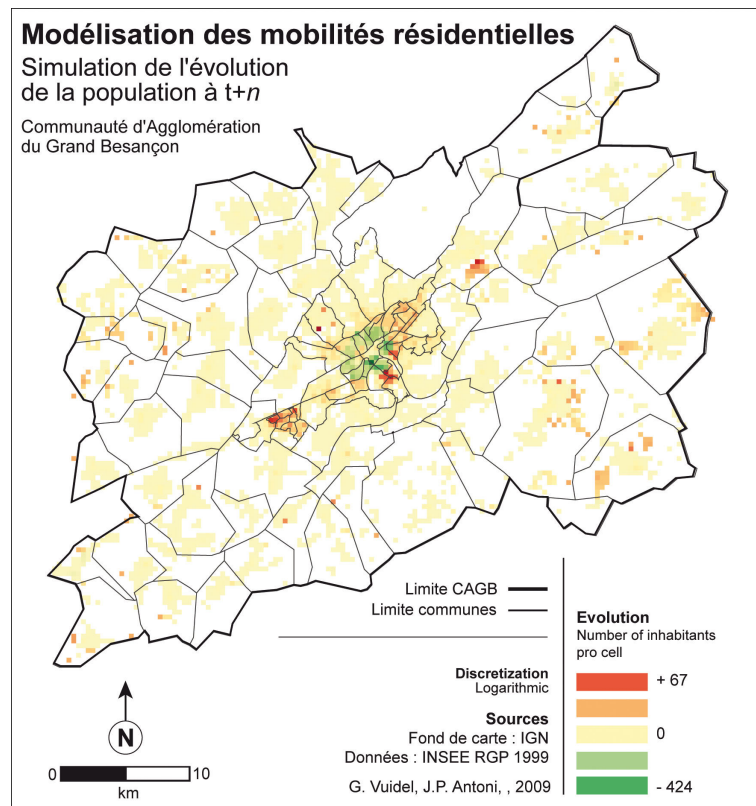 Modélisation des mobilités résidentielles
Simulation de l'évolution
de la population à t+n
Communauté d'Agglomération
du Grand Besançon
Limite CAGB
Limite communes
Discretization
Logarithmic
Sources
Fond de carte : IGN
Données : INSEE RGP 1999
G. Vuidel, J.P. Antoni, , 2009
Evolution
Number of inhabitants
pro cell
+ 67
0
- 424
N
0 10
km